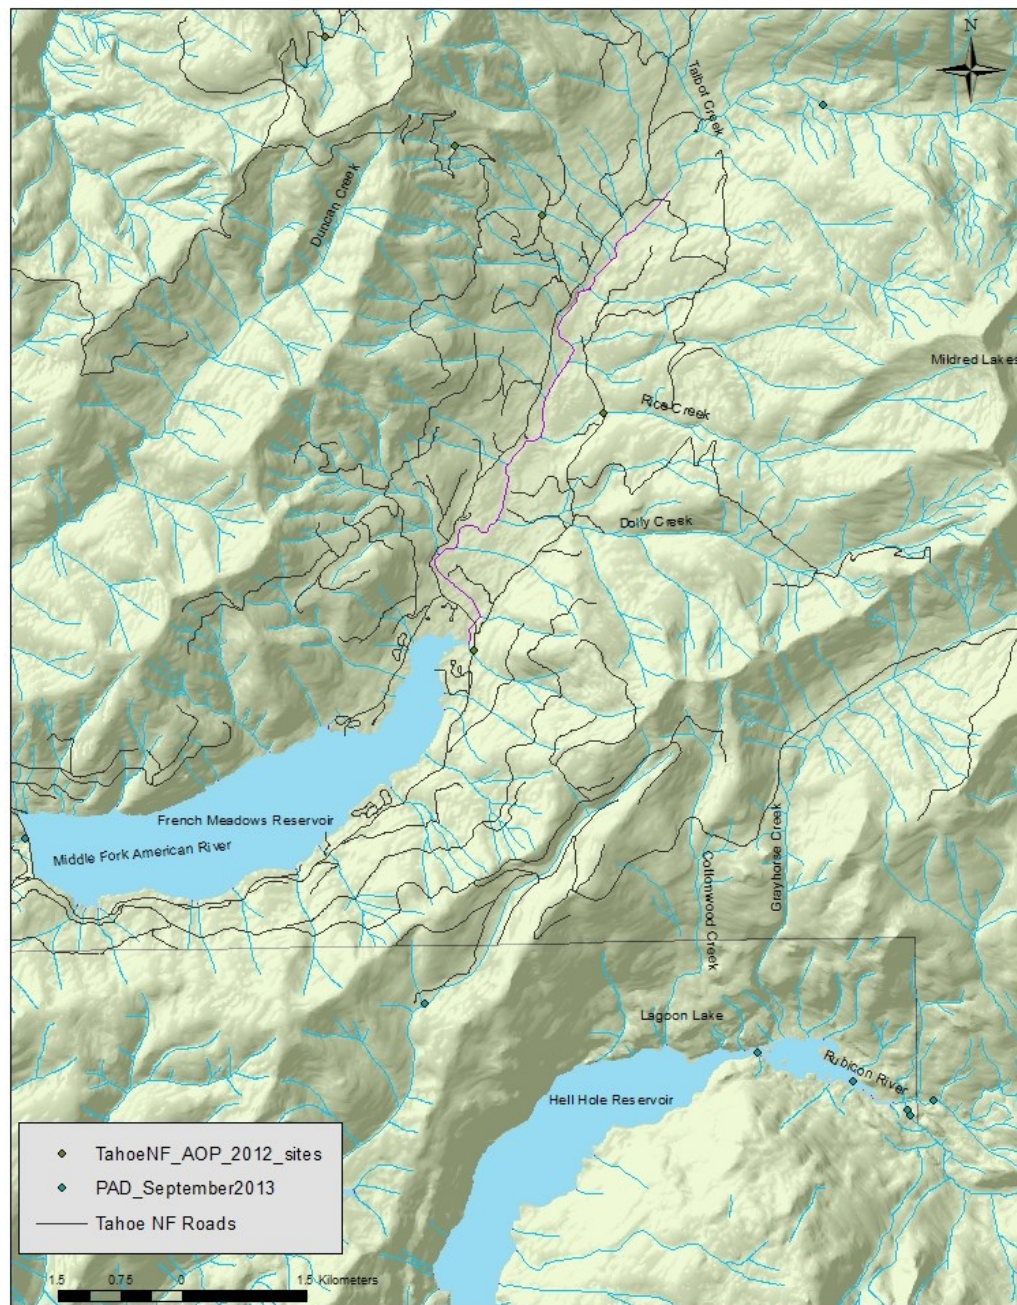 N
Talbot Creek
Duncan Creek
Mildred Lakes
Rice Creek
Dolly Creek
French Meadows Reservoir
Middle Fork American River
Grayhorse Creek
Cottonwood Creek
Lagoon Lake
Rubicon River
Hell Hole Reservoir
TahoeNF_AOP_2012_sites
PAD_September2013
Tahoe NF Roads
1.5 0.75 0 1.5 Kilometers